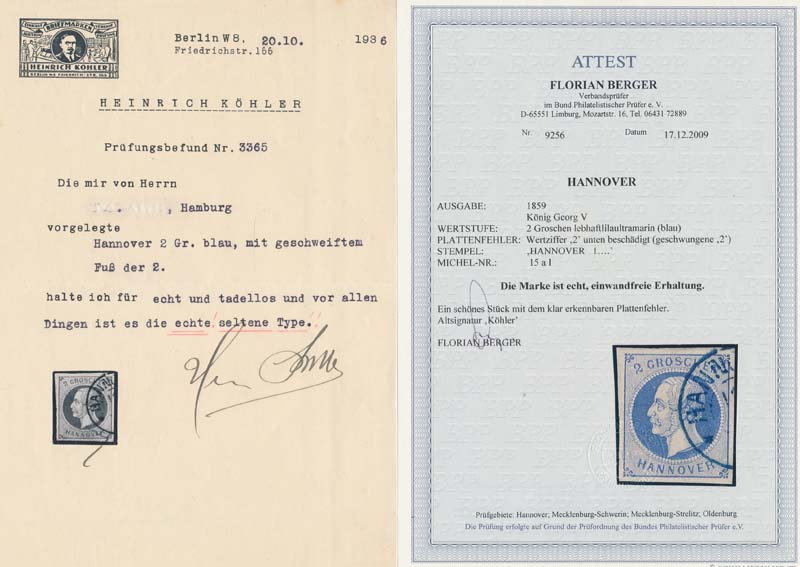 BRIEFMARKEN
HEINRICH KÖHLER
BERLIN W8 FRIEDRICHSTR. 166
Berlin W 8. 20.10. 1936
Friedrichstr. 166
HEINRICH KÖHLER
Prüfungsbefund Nr. 3365
Die mir von Herrn
, Hamburg
vorgelegte
Hannover 2 Gr. blau, mit geschweiftem
Fuß der 2.
halte ich für echt und tadellos und vor allen
Dingen ist es die "echte seltene Type."
2 GROSCHEN
HANN
HANNOVER
ATTEST
FLORIAN BERGER
Verbandsprüfer
im Bund Philatelistischer Prüfer e. V.
D-65551 Limburg, Mozartstr. 16, Tel. 06431 72889
Nr. 9256 Datum 17.12.2009
HANNOVER
AUSGABE: 1859
König Georg V
WERTSTUFE: 2 Groschen lebhaftlilaultramarin (blau)
PLATTENFEHLER: Wertziffer ‚2’ unten beschädigt (geschwungene ‚2’)
STEMPEL: ‚HANNOVER 1....’
MICHEL-NR.: 15 a I
Die Marke ist echt, einwandfreie Erhaltung.
Ein schönes Stück mit dem klar erkennbaren Plattenfehler.
Altsignatur ‚Köhler’
FLORIAN BERGER
2 GROSCHEN
HANN
HANNOVER
Prüfgebiete: Hannover; Mecklenburg-Schwerin; Mecklenburg-Strelitz; Oldenburg
Die Prüfung erfolgte auf Grund der Prüfordnung des Bundes Philatelistischer Prüfer e.V.